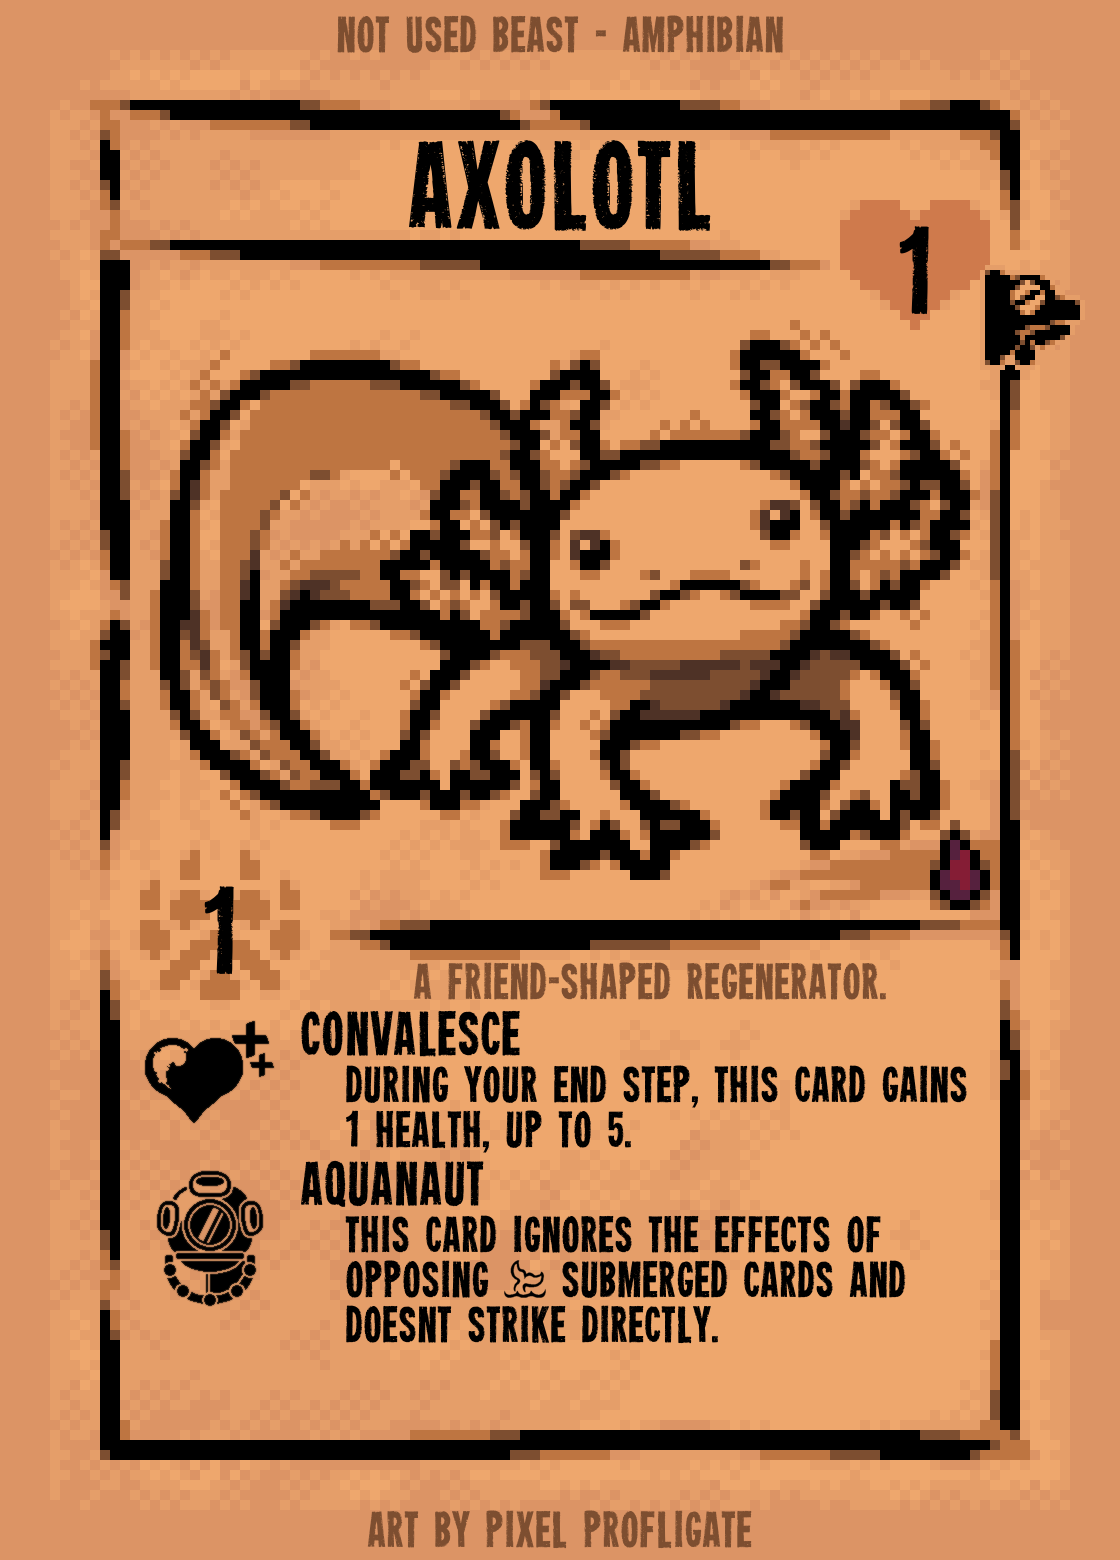 NOT USED BEAST - AMPHIBIAN
AXOLOTL
1
1
A FRIEND-SHAPED REGENERATOR.
CONVALESCE
DURING YOUR END STEP, THIS CARD GAINS
1 HEALTH, UP TO 5.
AQUANAUT
THIS CARD IGNORES THE EFFECTS OF
OPPOSING SUBMERGED CARDS AND
DOESNT STRIKE DIRECTLY.
ART BY PIXEL PROFLIGATE